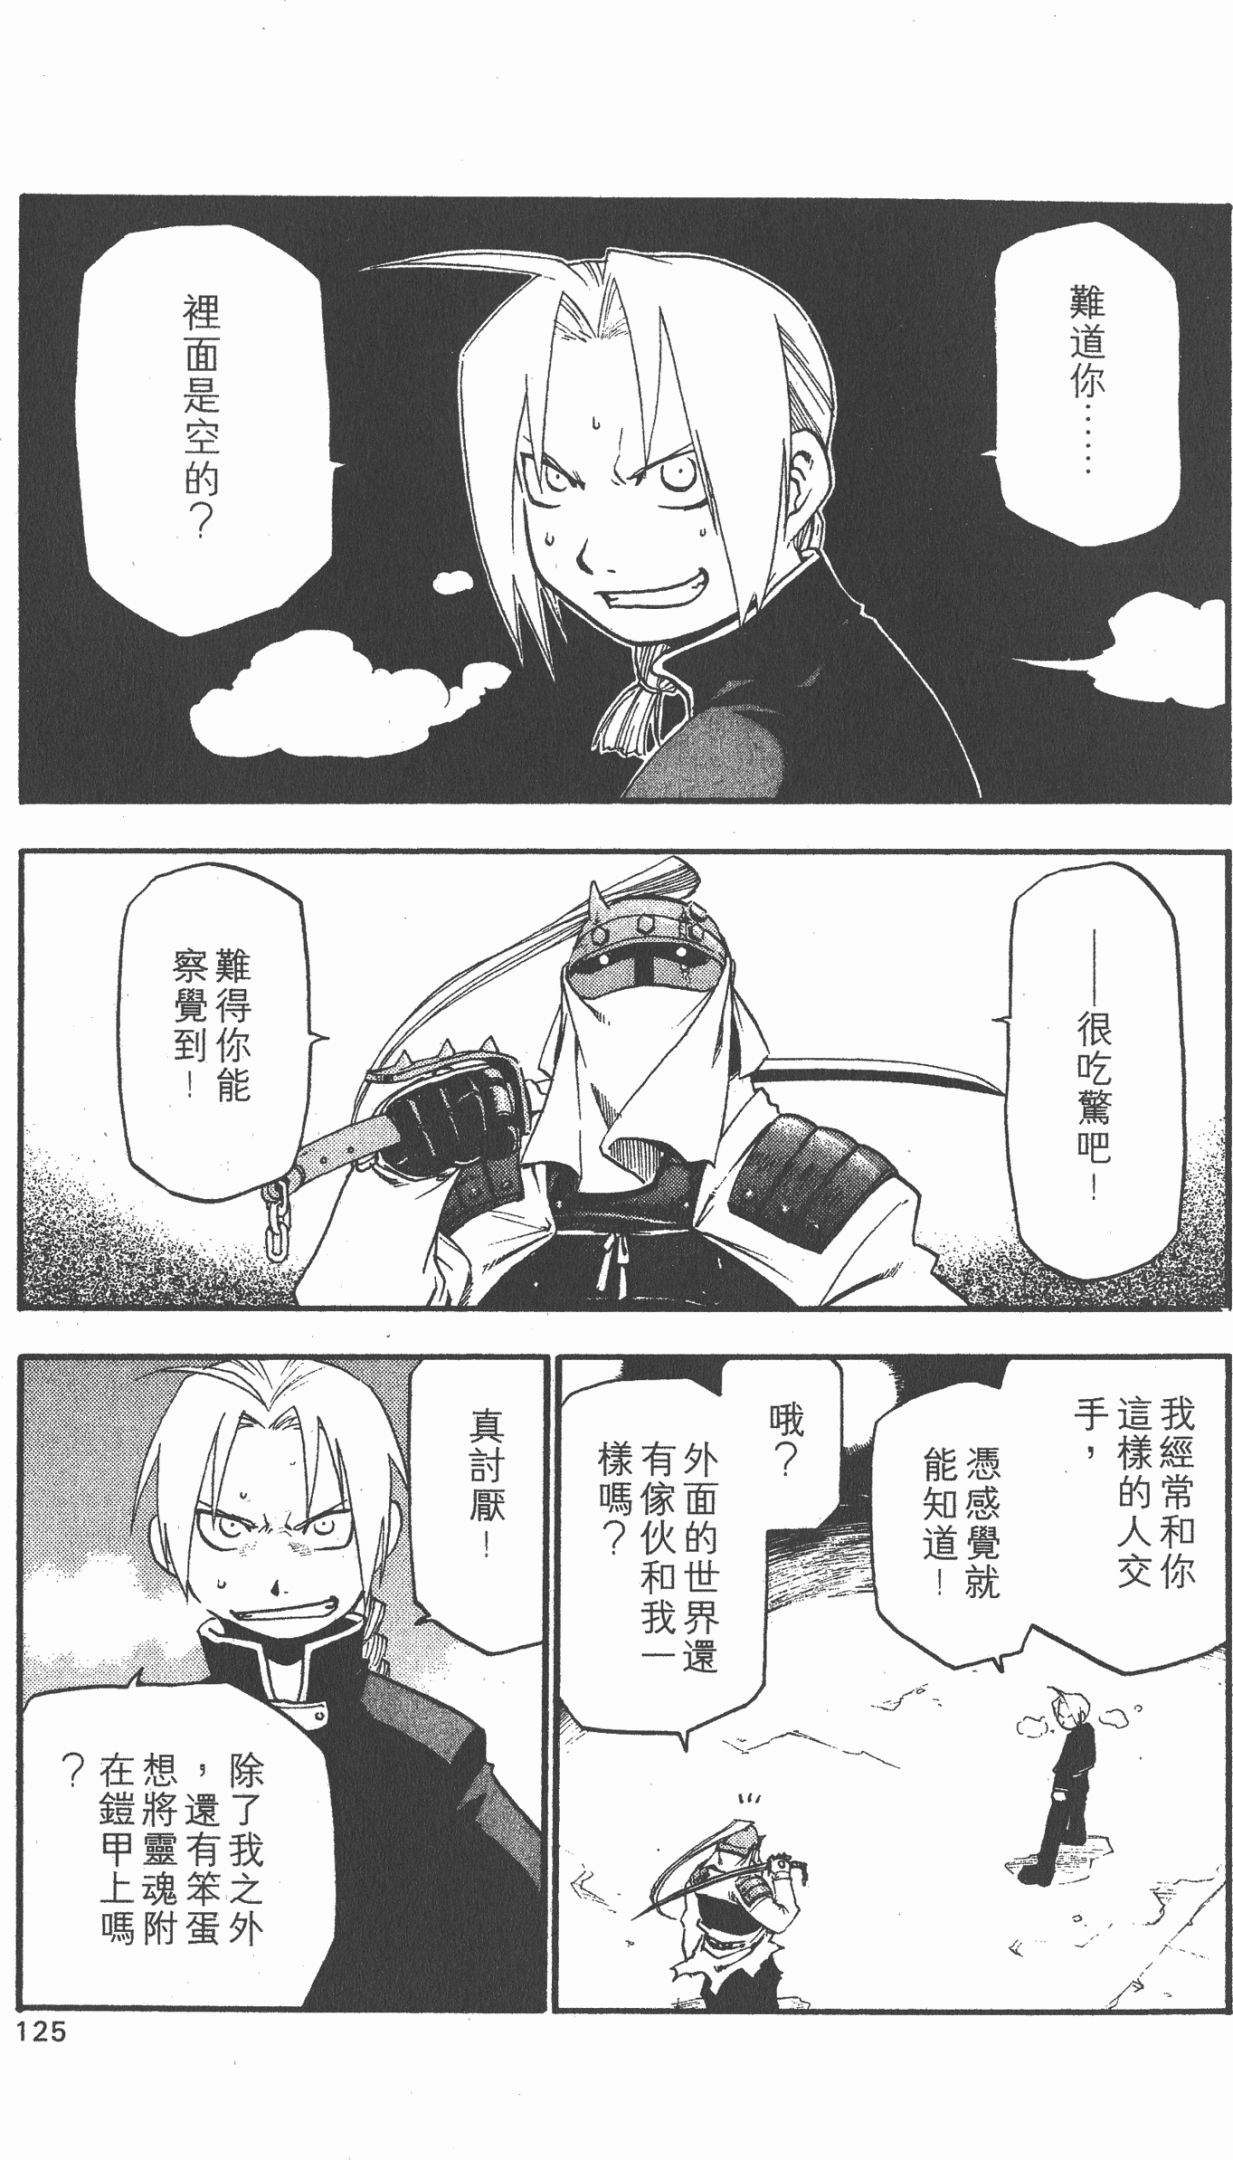 難道你……
裡面是空的？
——很吃驚吧！
難得你能
察覺到！
我經常和你
這樣的人交
手，
憑感覺就
能知道！
哦？
外面的世界還
有傢伙和我一
樣嗎？
真討厭！
除了我之外
，還有笨蛋
想將靈魂附
在鎧甲上嗎
？
125